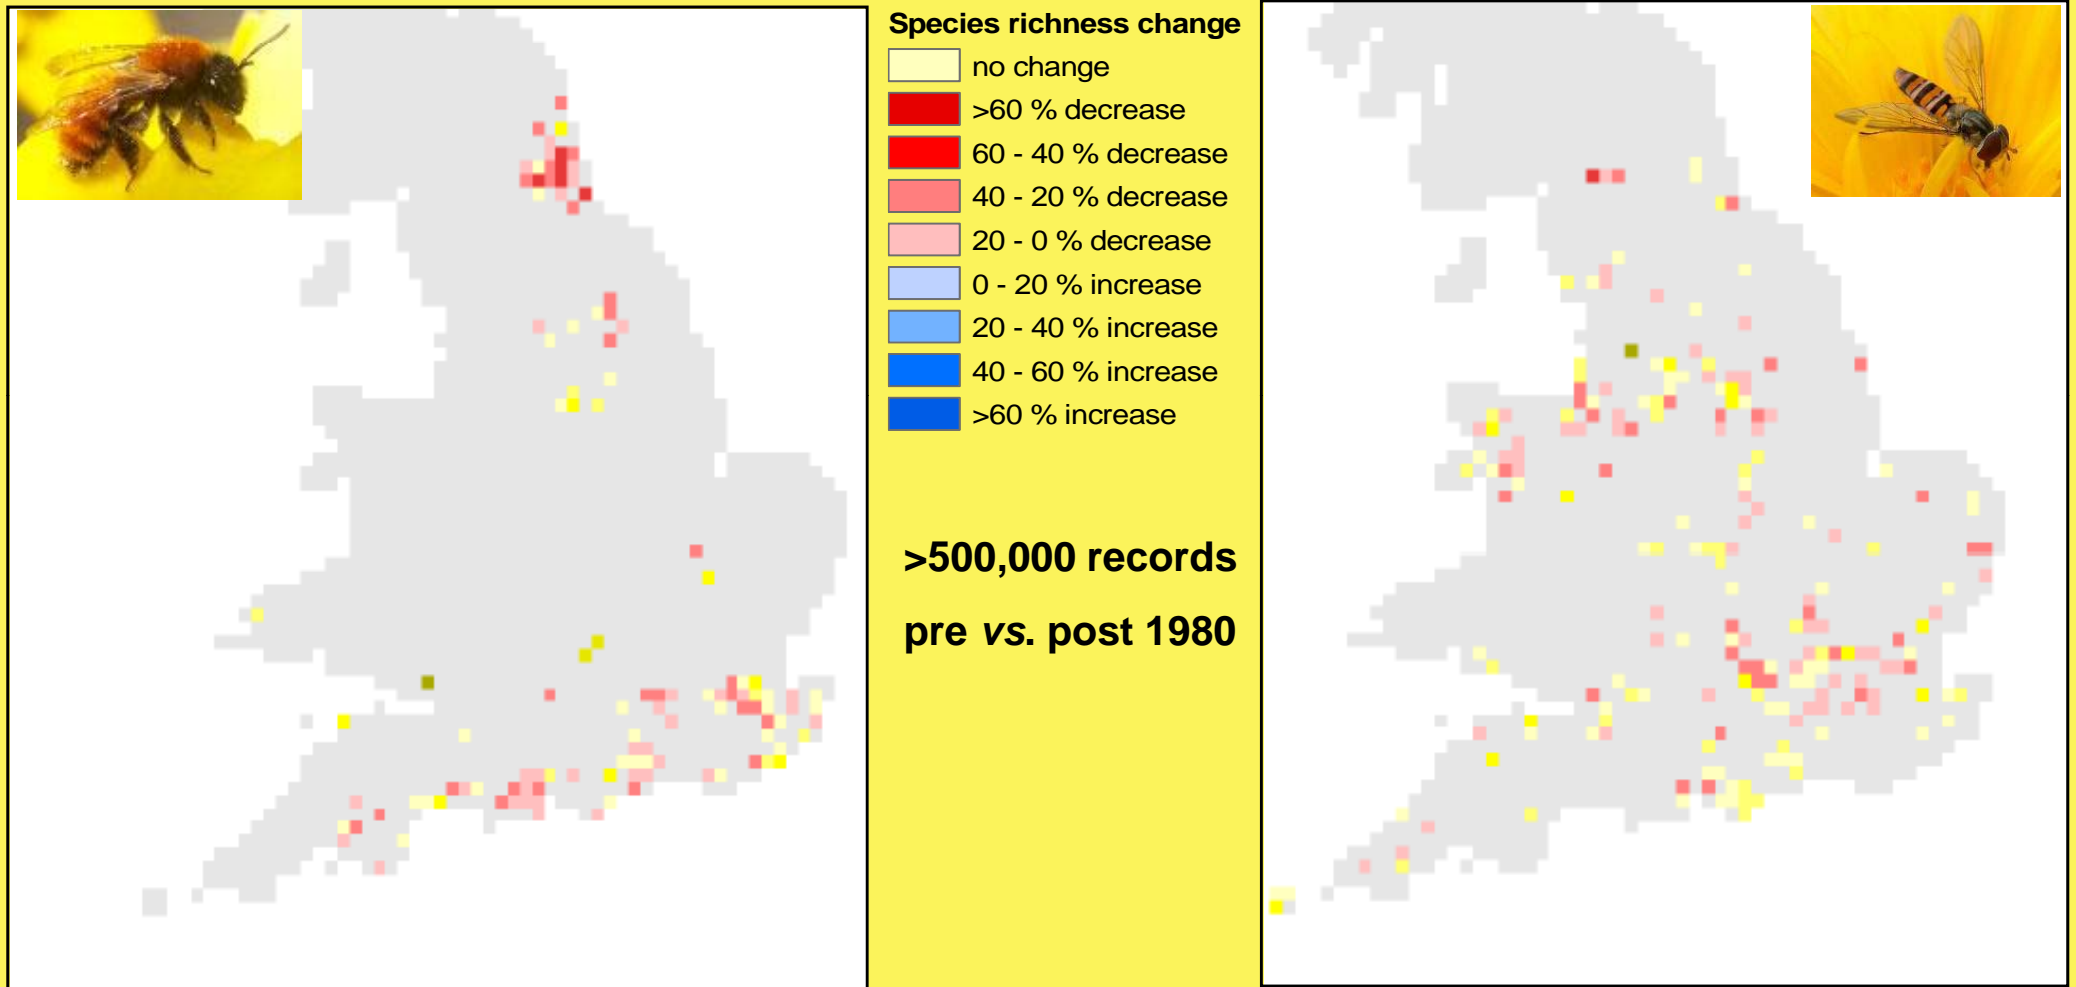 Species richness change
no change
>60 % decrease
60 - 40 % decrease
40 - 20 % decrease
20 - 0 % decrease
0 - 20 % increase
20 - 40 % increase
40 - 60 % increase
>60 % increase
>500,000 records
pre vs. post 1980